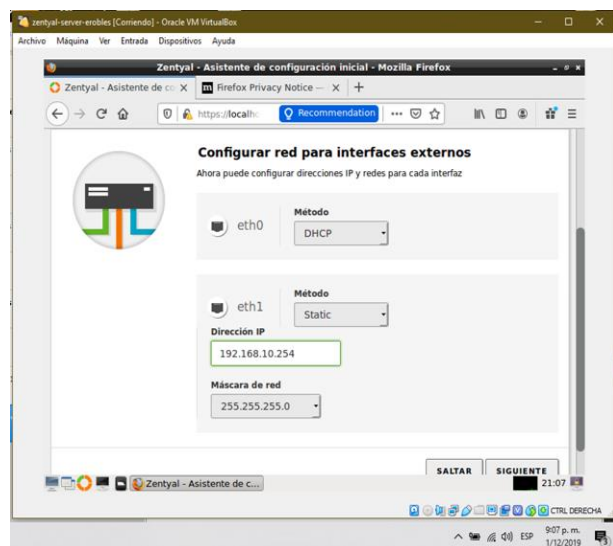 zentyal-server-erobles [Corriendo] - Oracle VM VirtualBox
Archivo Máquina Ver Entrada Dispositivos Ayuda
Zentyal - Asistente de configuración inicial - Mozilla Firefox
Zentyal - Asistente de co
Firefox Privacy Notice —
https://localho
Recommendation
Configurar red para interfaces externos
Ahora puede configurar direcciones IP y redes para cada interfaz
eth0
Método
DHCP
eth1
Método
Static
Dirección IP
192.168.10.254
Máscara de red
255.255.255.0
SALTAR SIGUIENTE
Zentyal - Asistente de c...
21:07
CTRL DERECHA
ESP
9:07 p. m.
1/12/2019